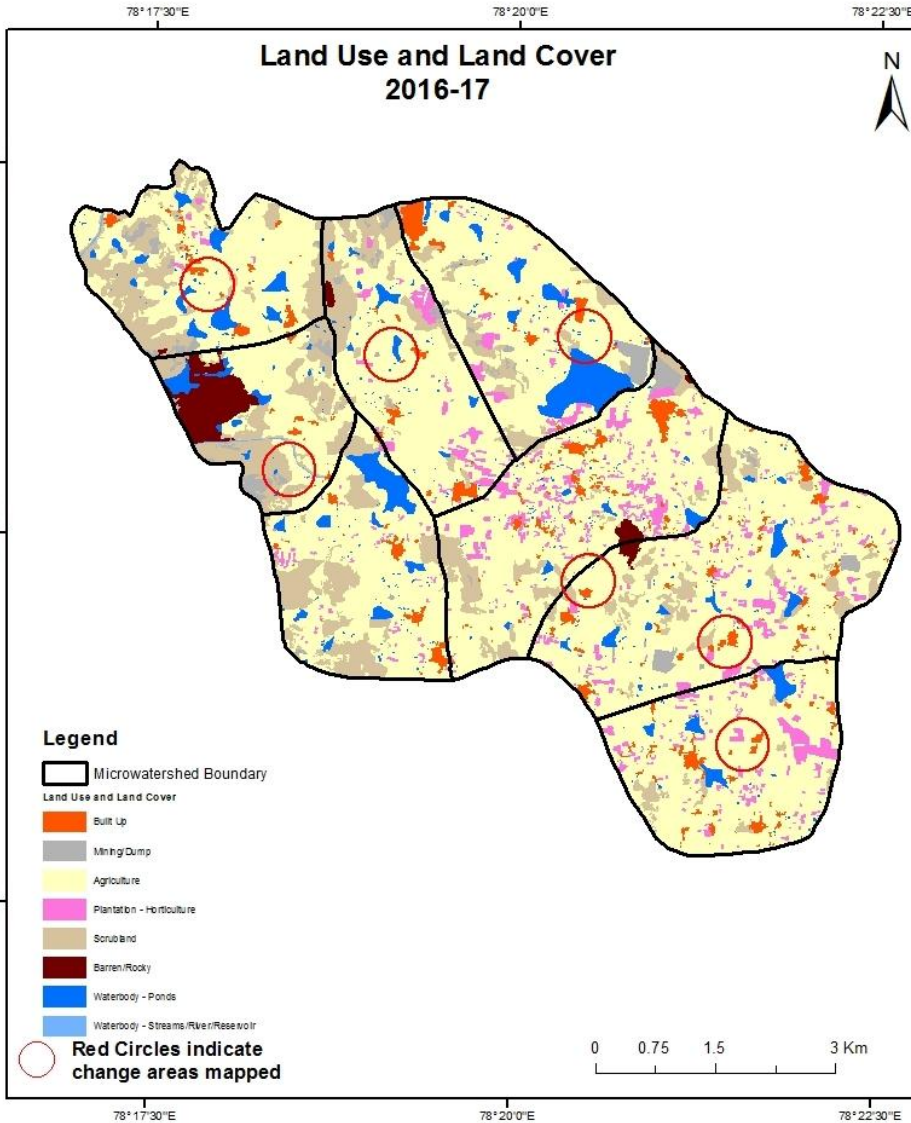 78°17'30"E 78°20'0"E 78°22'30"E
Land Use and Land Cover
2016-17
N
Legend
Microwatershed Boundary
Land Use and Land Cover
Built Up
Mining/Dump
Agriculture
Plantation - Horticulture
Scrubland
Barren/Rocky
Waterbody - Ponds
Waterbody - Streams/River/Reservoir
Red Circles indicate
change areas mapped
0 0.75 1.5 3 Km
78°17'30"E 78°20'0"E 78°22'30"E